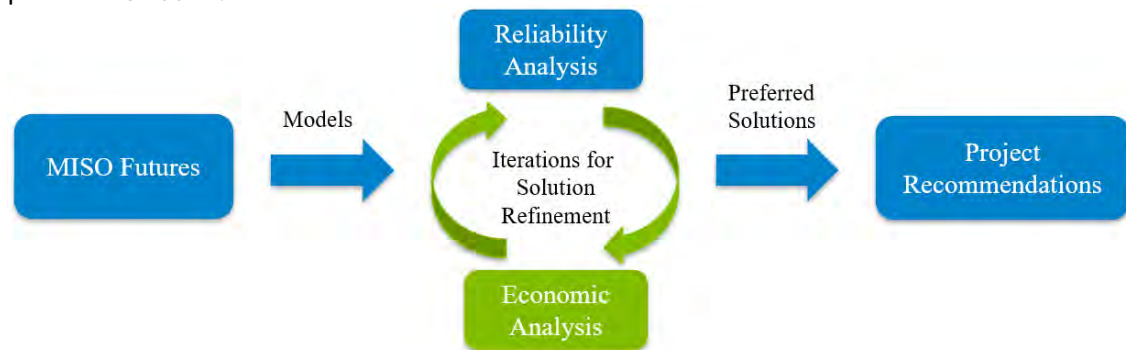 Reliability
Analysis
MISO Futures
Models
Iterations for
Solution
Refinement
Preferred
Solutions
Project
Recommendations
Economic
Analysis